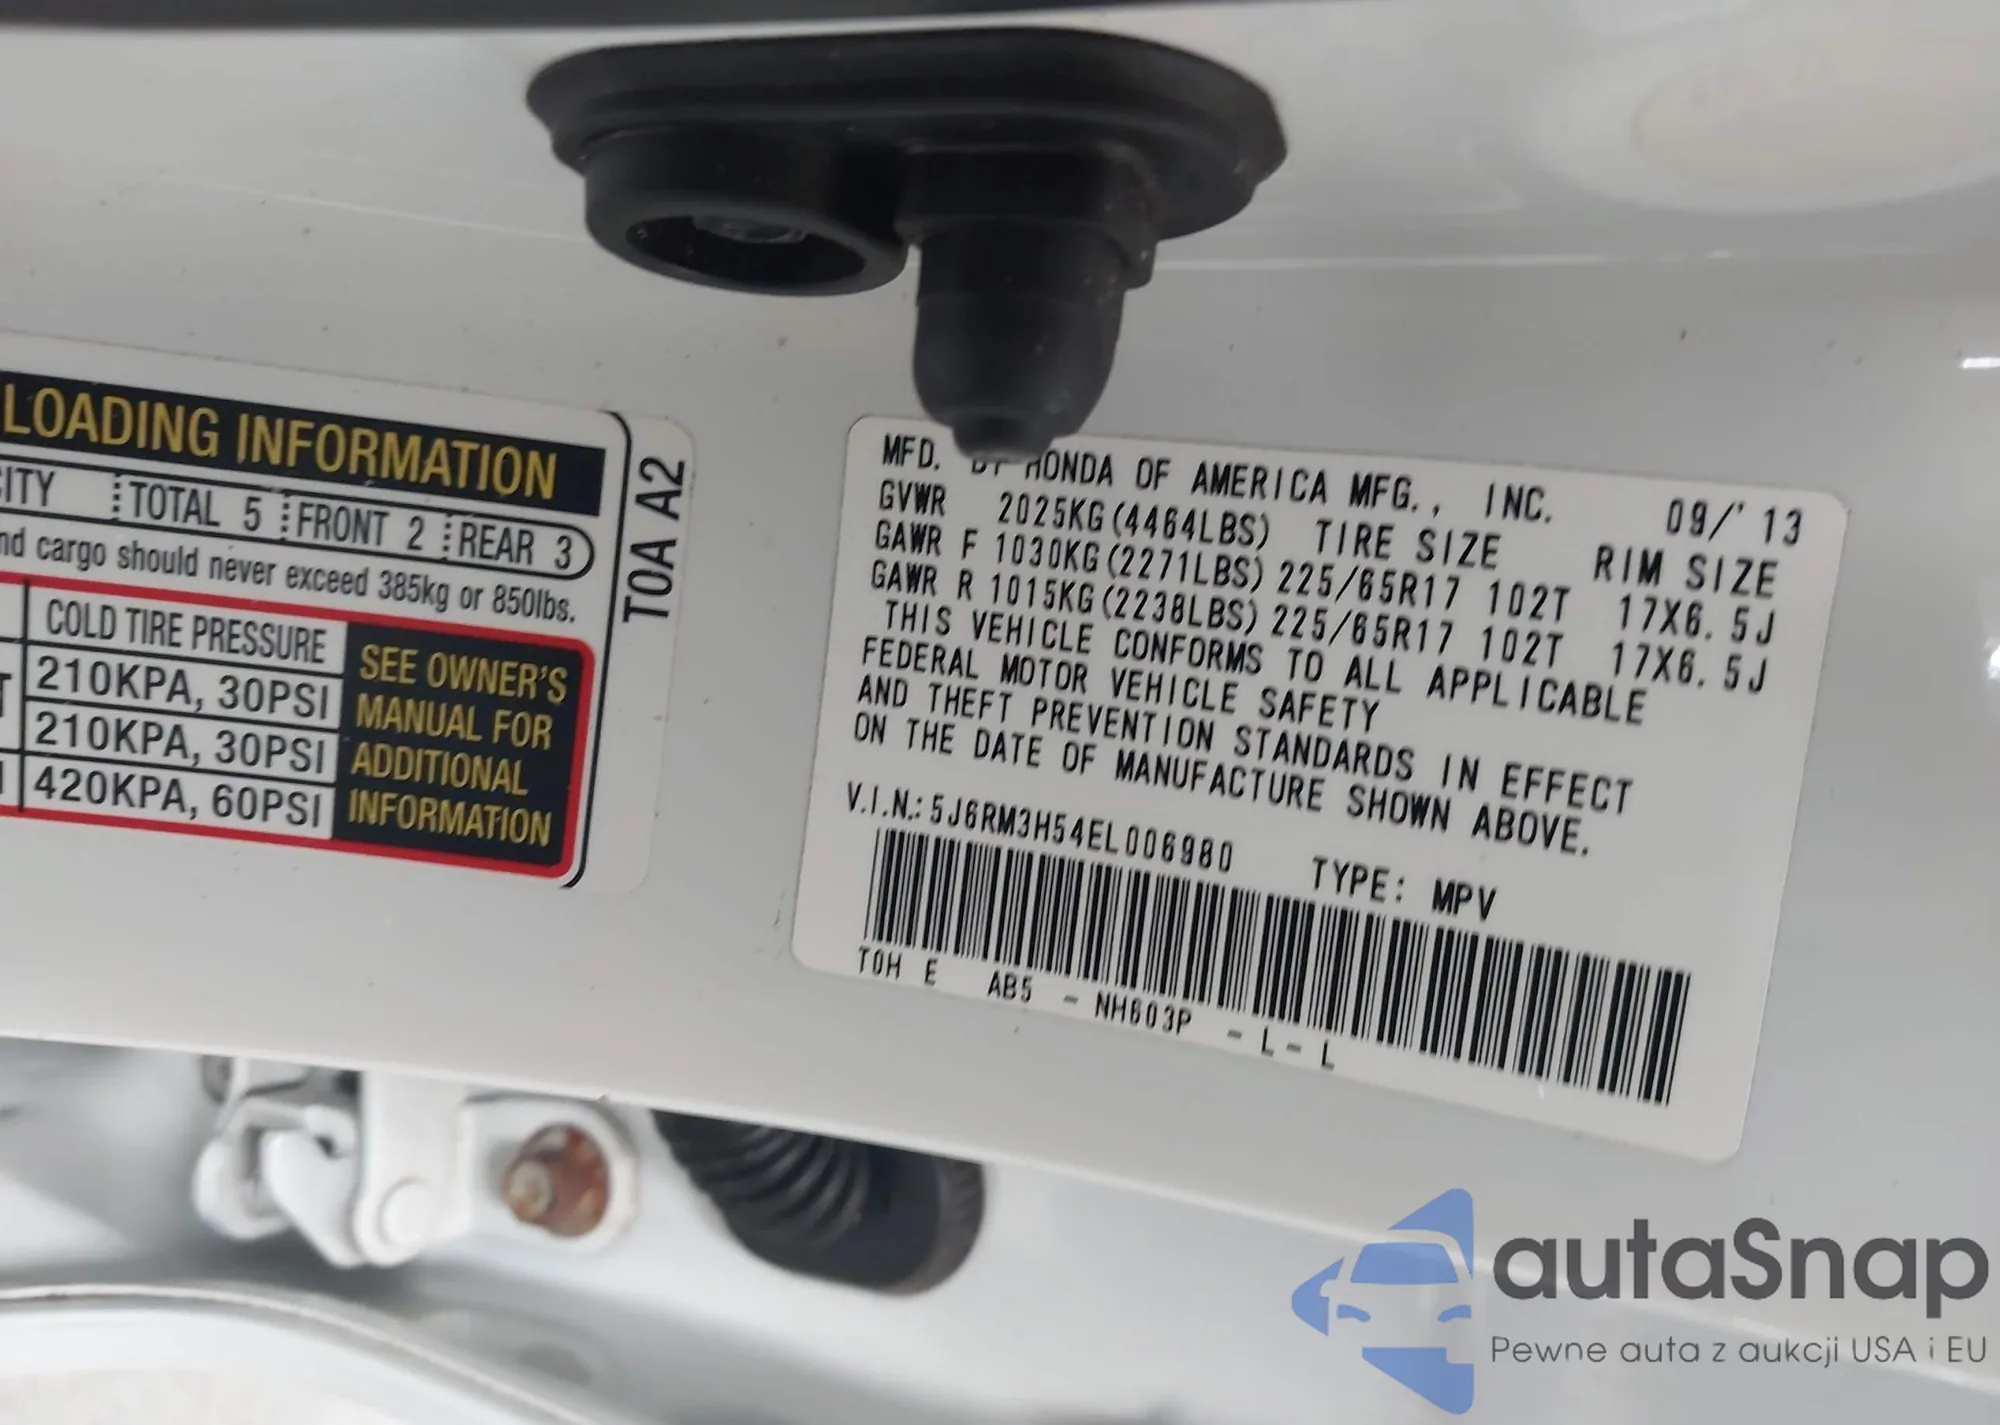 LOADING INFORMATION
CITY TOTAL 5 FRONT 2 REAR 3
nd cargo should never exceed 385kg or 850lbs.
COLD TIRE PRESSURE
210KPA, 30PSI
210KPA, 30PSI
420KPA, 60PSI
SEE OWNER'S
MANUAL FOR
ADDITIONAL
INFORMATION
T0A A2
MFD. BY HONDA OF AMERICA MFG., INC. 09/'13
GVWR 2025KG(4464LBS) TIRE SIZE RIM SIZE
GAWR F 1030KG(2271LBS) 225/65R17 102T 17X6.5J
GAWR R 1015KG(2238LBS) 225/65R17 102T 17X6.5J
THIS VEHICLE CONFORMS TO ALL APPLICABLE
FEDERAL MOTOR VEHICLE SAFETY
AND THEFT PREVENTION STANDARDS IN EFFECT
ON THE DATE OF MANUFACTURE SHOWN ABOVE.
V.I.N.: 5J6RM3H54EL006980 TYPE: MPV
T0H E AB5 - NH603P - L - L
autaSnap
Pewne auta z aukcji USA i EU